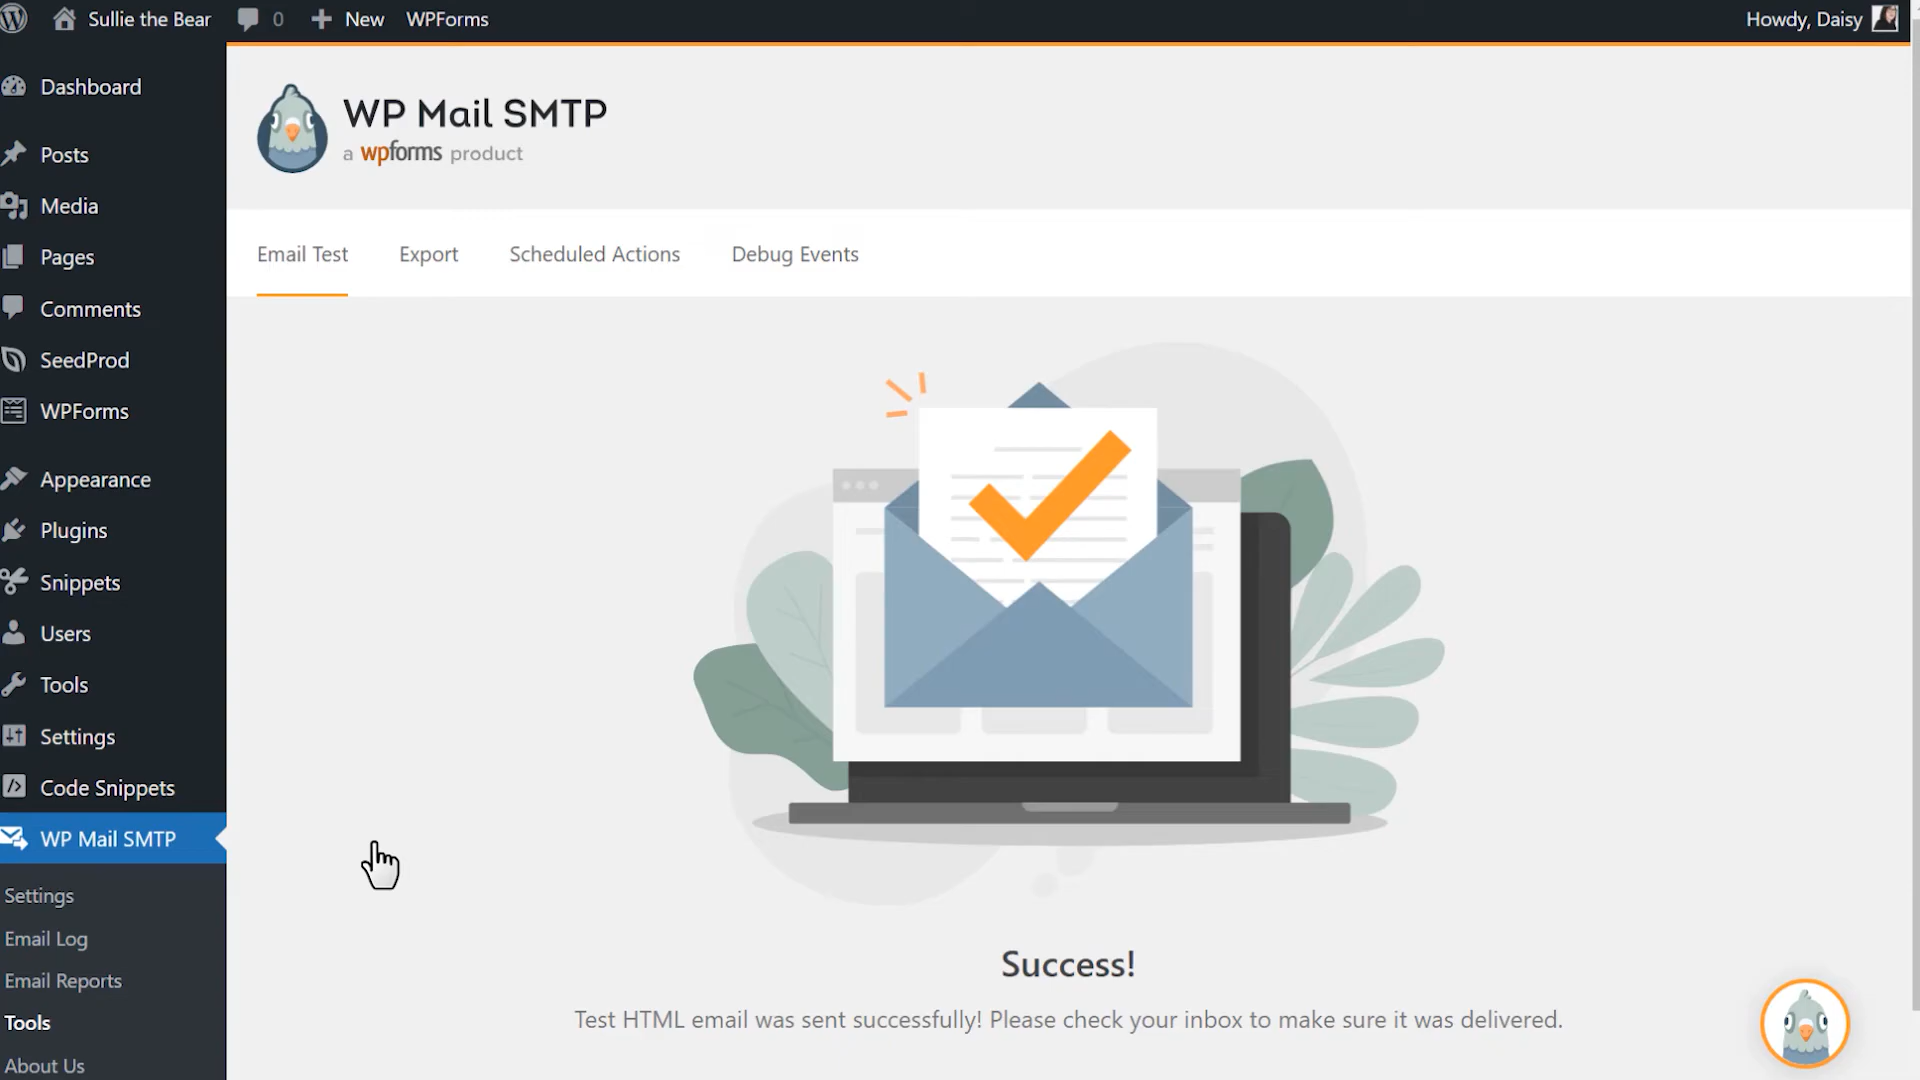 Sullie the Bear 0 New WPForms Howdy, Daisy
Dashboard
Posts
Media
Pages
Comments
SeedProd
WPForms
Appearance
Plugins
Snippets
Users
Tools
Settings
Code Snippets
WP Mail SMTP
Settings
Email Log
Email Reports
Tools
About Us
WP Mail SMTP
a wpforms product
Email Test Export Scheduled Actions Debug Events
Success!
Test HTML email was sent successfully! Please check your inbox to make sure it was delivered.